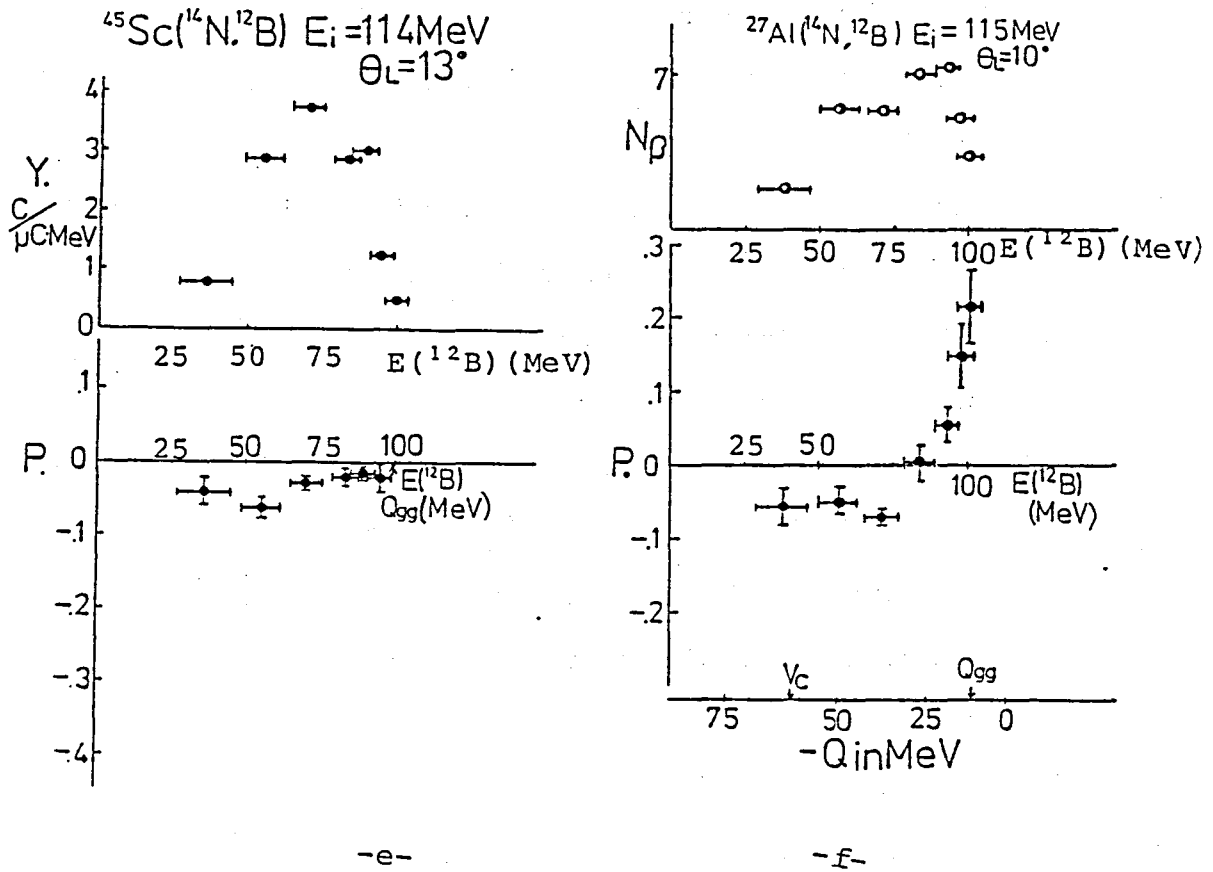 ⁴⁵Sc(¹⁴N,¹²B) Eᵢ=114MeV
θL=13°
4
3
Y.
C/μCMeV
2
1
0
25 50 75 E(¹²B) (MeV)
.1
P. 0
25 50 75 100
E(¹²B)
Qgg(MeV)
-.1
-.2
-.3
-.4
-e-
²⁷Al(¹⁴N,¹²B) Eᵢ=115MeV
θL=10°
7
Nβ
25 50 75 100 E(¹²B) (MeV)
.3
.2
0.1
25 50
P. 0
100 E(¹²B)
(MeV)
-.1
-.2
Vc Qgg
75 50 25 0
-Q in MeV
-f-